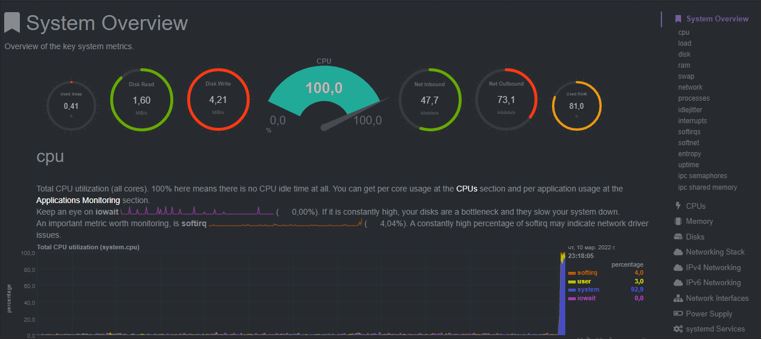 System Overview
Overview of the key system metrics.
Used Swap
0,41
%
Disk Read
1,60
MiB/s
Disk Write
4,21
MiB/s
CPU
100,0
0,0
100,0
%
Net Inbound
47,7
Net Outbound
73,1
Used RAM
81,0
%
cpu
Total CPU utilization (all cores). 100% here means there is no CPU idle time at all. You can get per core usage at the CPUs section and per application usage at the
Applications Monitoring section.
Keep an eye on iowait ( 0,00%). If it is constantly high, your disks are a bottleneck and they slow your system down.
An important metric worth monitoring, is softirq ( 4,04%). A constantly high percentage of softirq may indicate network driver
issues.
Total CPU utilization (system.cpu)
чт, 10 мар. 2022 г.
23:18:05
percentage
softirq 4,0
user 3,0
system 92,9
iowait 0,0
percentage
100,0
80,0
60,0
40,0
20,0
0,0
System Overview
cpu
load
disk
ram
swap
network
processes
idlejitter
interrupts
softirqs
softnet
entropy
uptime
ipc semaphores
ipc shared memory
CPUs
Memory
Disks
Networking Stack
IPv4 Networking
IPv6 Networking
Network Interfaces
Power Supply
systemd Services